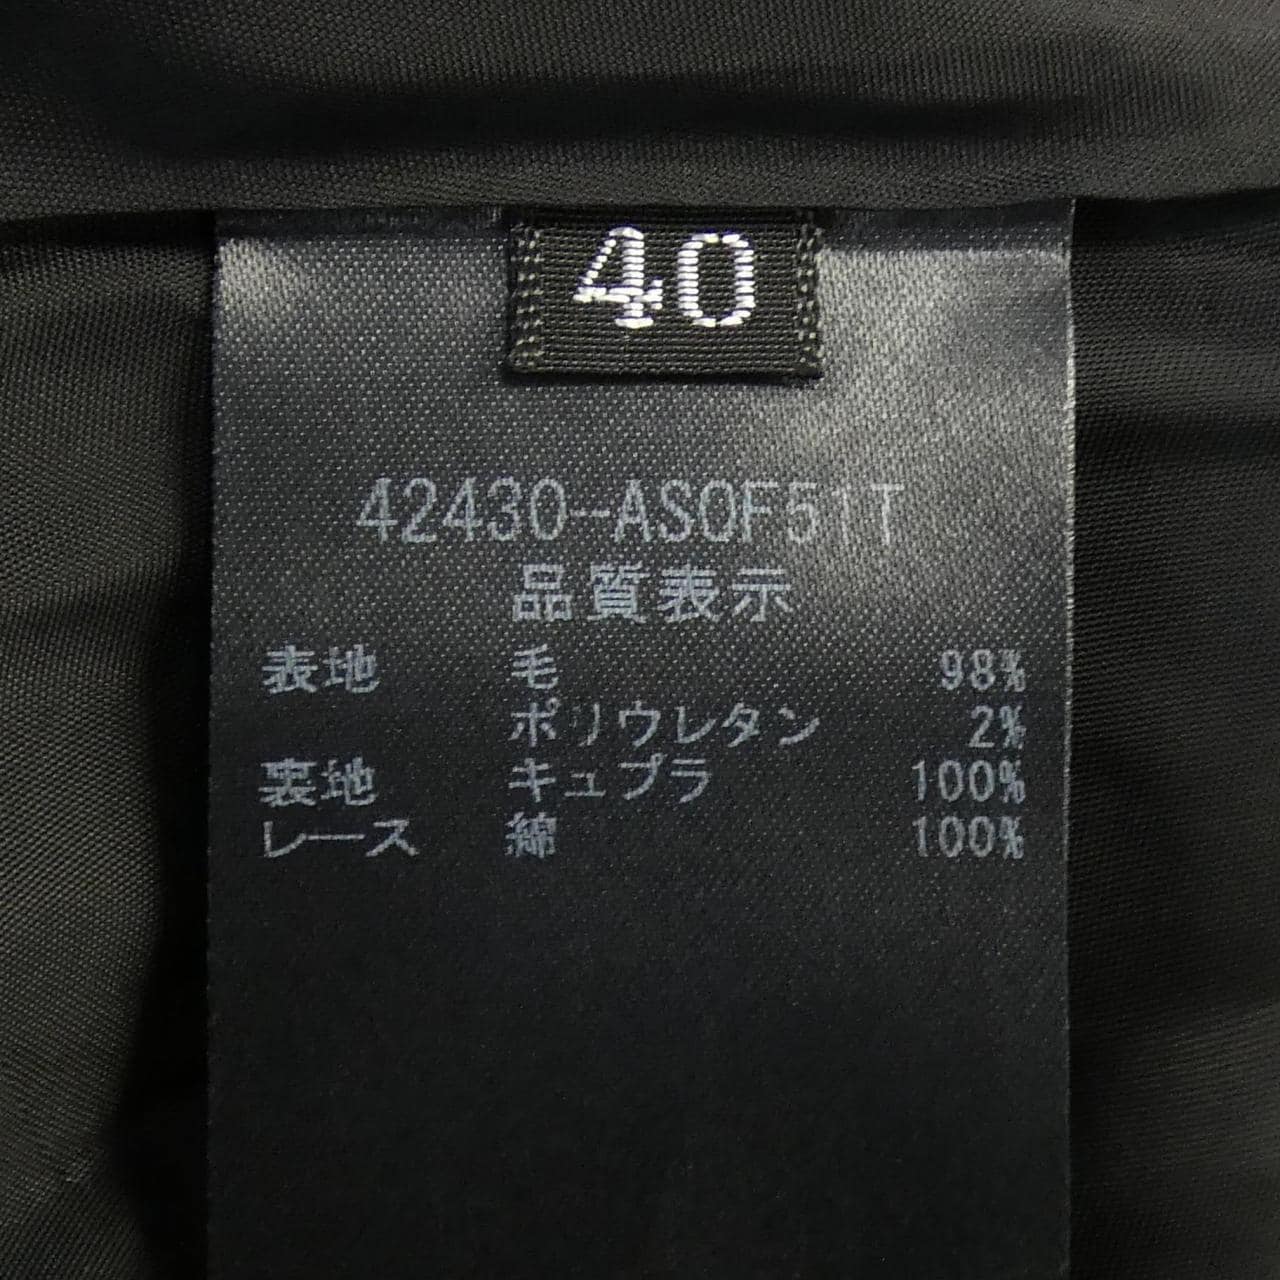 40
42430-ASOF51T
品質表示
表地 毛 98%
ポリウレタン 2%
裏地 キュプラ 100%
レース 綿 100%